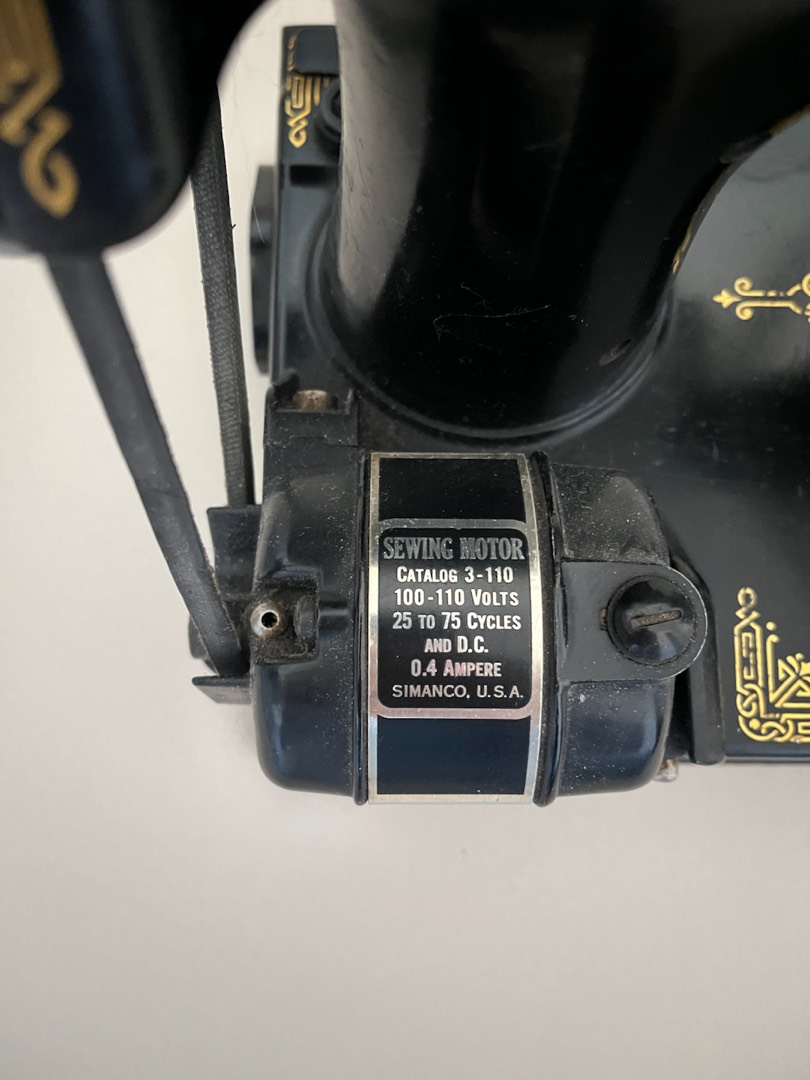 SEWING MOTOR
CATALOG 3-110
100-110 VOLTS
25 TO 75 CYCLES
AND D.C.
0.4 AMPERE
SIMANCO, U.S.A.